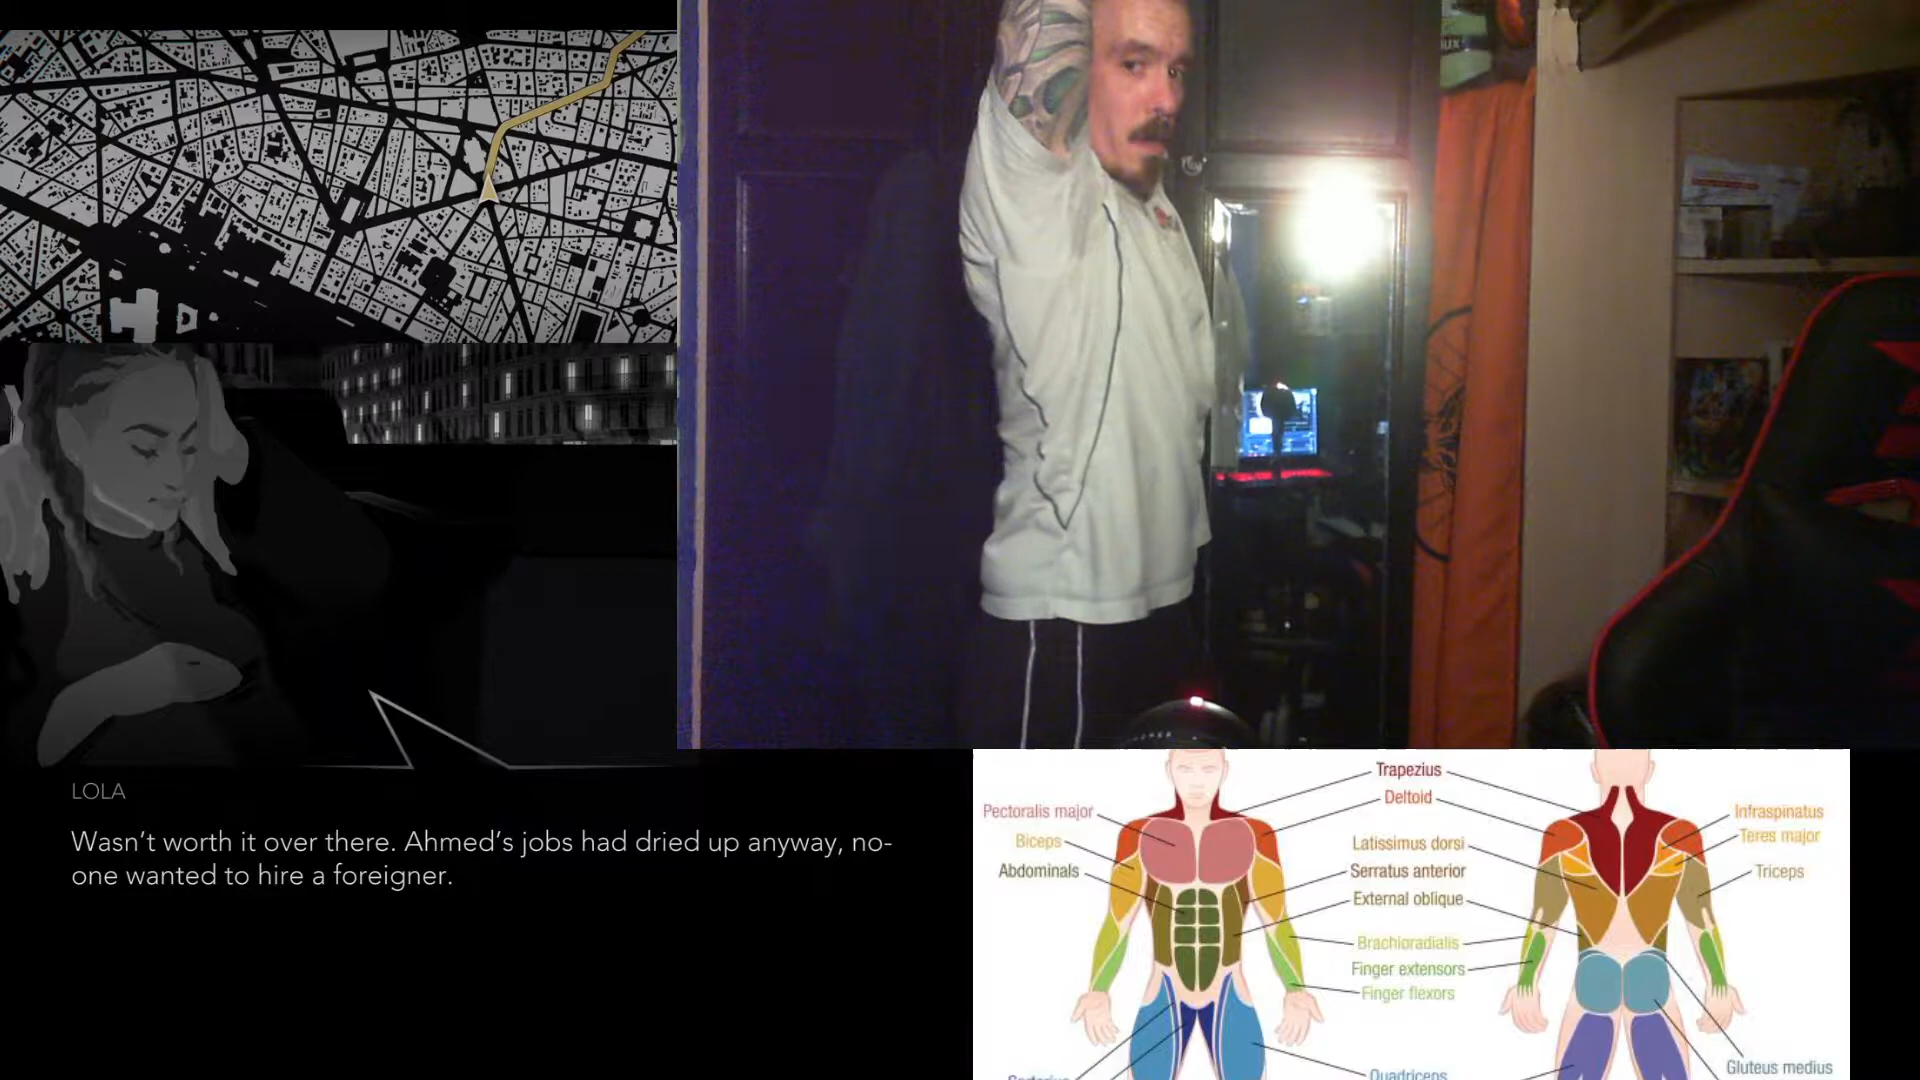 LOLA
Wasn't worth it over there. Ahmed's jobs had dried up anyway, no-
one wanted to hire a foreigner.
Trapezius
Deltoid
Pectoralis major
Biceps
Abdominals
Latissimus dorsi
Serratus anterior
External oblique
Brachioradialis
Finger extensors
Finger flexors
Quadriceps
Infraspinatus
Teres major
Triceps
Gluteus medius